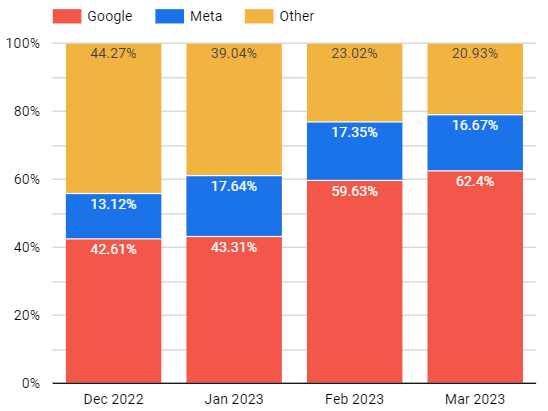 Google Meta Other
100%
44.27% 39.04% 23.02% 20.93%
80%
17.35% 16.67%
60%
13.12% 17.64% 59.63% 62.4%
40%
42.61% 43.31%
20%
0%
Dec 2022 Jan 2023 Feb 2023 Mar 2023